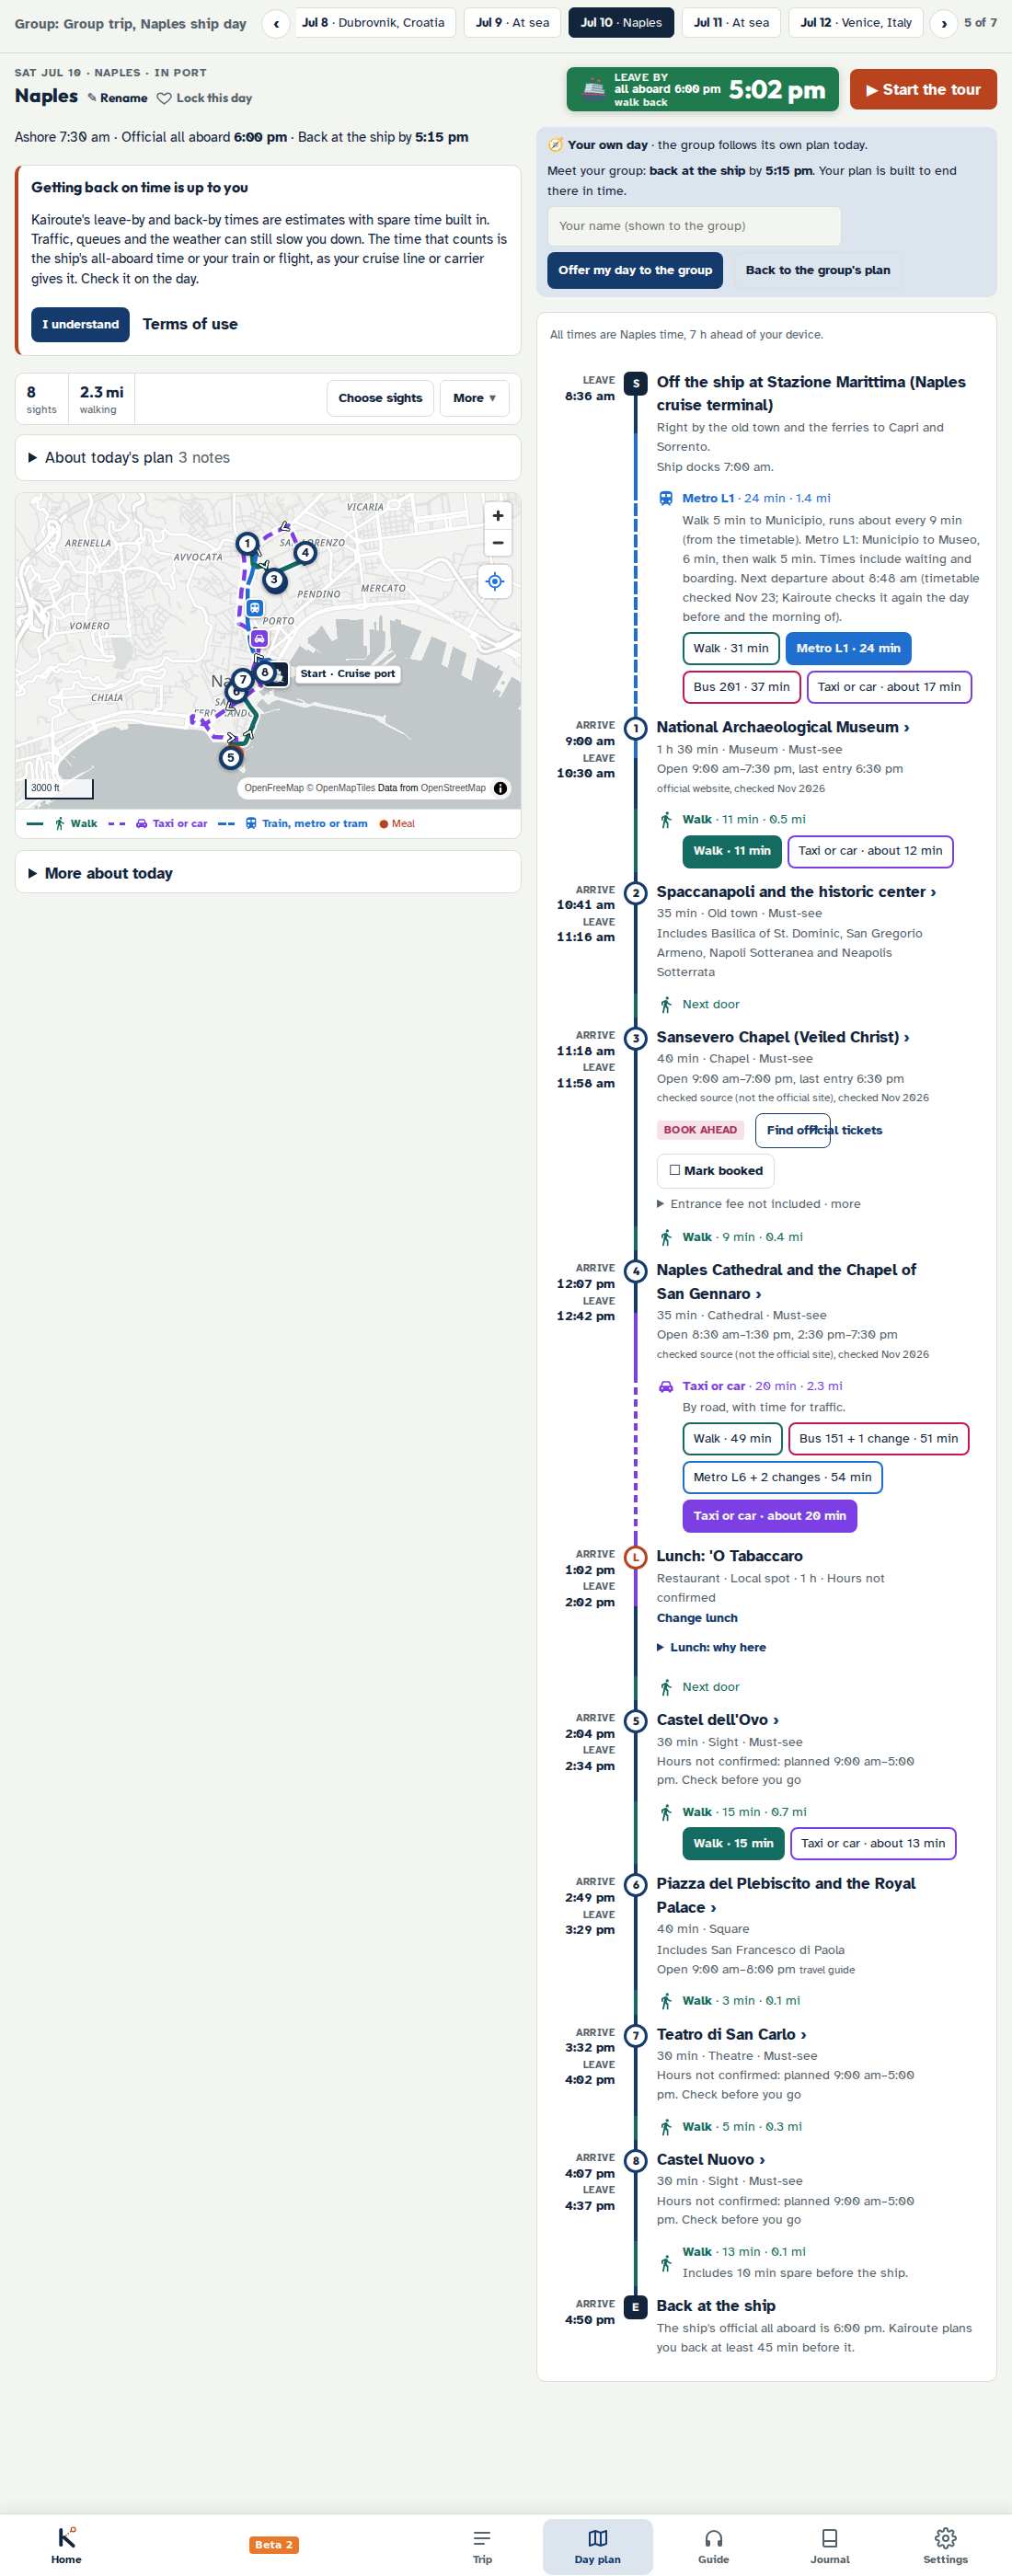 Group: Group trip, Naples ship day
‹
Jul 8 · Dubrovnik, Croatia
Jul 9 · At sea
Jul 10 · Naples
Jul 11 · At sea
Jul 12 · Venice, Italy
›
5 of 7
SAT JUL 10 · NAPLES · IN PORT
Naples
✎ Rename
Lock this day
LEAVE BY
all aboard 6:00 pm
walk back
5:02 pm
▶ Start the tour
Ashore 7:30 am · Official all aboard 6:00 pm · Back at the ship by 5:15 pm
Getting back on time is up to you
Kairoute's leave-by and back-by times are estimates with spare time built in.
Traffic, queues and the weather can still slow you down. The time that counts is
the ship's all-aboard time or your train or flight, as your cruise line or carrier
gives it. Check it on the day.
I understand
Terms of use
8
sights
2.3 mi
walking
Choose sights
More ▾
▶ About today's plan 3 notes
VICARIA
ARENELLA
AVVOCATA
1
4
3
PENDINO
MERCATO
VOMERO
PORTO
7
8
6
Start · Cruise port
CHIAIA
5
+
−
3000 ft
OpenFreeMap © OpenMapTiles Data from OpenStreetMap
Walk
Taxi or car
Train, metro or tram
Meal
▶ More about today
Your own day · the group follows its own plan today.
Meet your group: back at the ship by 5:15 pm. Your plan is built to end
there in time.
Your name (shown to the group)
Offer my day to the group
Back to the group's plan
All times are Naples time, 7 h ahead of your device.
LEAVE
8:36 am
S
Off the ship at Stazione Marittima (Naples
cruise terminal)
Right by the old town and the ferries to Capri and
Sorrento.
Ship docks 7:00 am.
Metro L1 · 24 min · 1.4 mi
Walk 5 min to Municipio, runs about every 9 min
(from the timetable). Metro L1: Municipio to Museo,
6 min, then walk 5 min. Times include waiting and
boarding. Next departure about 8:48 am (timetable
checked Nov 23; Kairoute checks it again the day
before and the morning of).
Walk · 31 min
Metro L1 · 24 min
Bus 201 · 37 min
Taxi or car · about 17 min
ARRIVE
9:00 am
LEAVE
10:30 am
1
National Archaeological Museum ›
1 h 30 min · Museum · Must-see
Open 9:00 am–7:30 pm, last entry 6:30 pm
official website, checked Nov 2026
Walk · 11 min · 0.5 mi
Walk · 11 min
Taxi or car · about 12 min
ARRIVE
10:41 am
LEAVE
11:16 am
2
Spaccanapoli and the historic center ›
35 min · Old town · Must-see
Includes Basilica of St. Dominic, San Gregorio
Armeno, Napoli Sotteranea and Neapolis
Sotterrata
Next door
ARRIVE
11:18 am
LEAVE
11:58 am
3
Sansevero Chapel (Veiled Christ) ›
40 min · Chapel · Must-see
Open 9:00 am–7:00 pm, last entry 6:30 pm
checked source (not the official site), checked Nov 2026
BOOK AHEAD
Find official tickets
☐ Mark booked
▶ Entrance fee not included · more
Walk · 9 min · 0.4 mi
ARRIVE
12:07 pm
LEAVE
12:42 pm
4
Naples Cathedral and the Chapel of
San Gennaro ›
35 min · Cathedral · Must-see
Open 8:30 am–1:30 pm, 2:30 pm–7:30 pm
checked source (not the official site), checked Nov 2026
Taxi or car · 20 min · 2.3 mi
By road, with time for traffic.
Walk · 49 min
Bus 151 + 1 change · 51 min
Metro L6 + 2 changes · 54 min
Taxi or car · about 20 min
ARRIVE
1:02 pm
LEAVE
2:02 pm
L
Lunch: 'O Tabaccaro
Restaurant · Local spot · 1 h · Hours not
confirmed
Change lunch
▶ Lunch: why here
Next door
ARRIVE
2:04 pm
LEAVE
2:34 pm
5
Castel dell'Ovo ›
30 min · Sight · Must-see
Hours not confirmed: planned 9:00 am–5:00
pm. Check before you go
Walk · 15 min · 0.7 mi
Walk · 15 min
Taxi or car · about 13 min
ARRIVE
2:49 pm
LEAVE
3:29 pm
6
Piazza del Plebiscito and the Royal
Palace ›
40 min · Square
Includes San Francesco di Paola
Open 9:00 am–8:00 pm travel guide
Walk · 3 min · 0.1 mi
ARRIVE
3:32 pm
LEAVE
4:02 pm
7
Teatro di San Carlo ›
30 min · Theatre · Must-see
Hours not confirmed: planned 9:00 am–5:00
pm. Check before you go
Walk · 5 min · 0.3 mi
ARRIVE
4:07 pm
LEAVE
4:37 pm
8
Castel Nuovo ›
30 min · Sight · Must-see
Hours not confirmed: planned 9:00 am–5:00
pm. Check before you go
Walk · 13 min · 0.1 mi
Includes 10 min spare before the ship.
ARRIVE
4:50 pm
E
Back at the ship
The ship's official all aboard is 6:00 pm. Kairoute plans
you back at least 45 min before it.
Home
Beta 2
Trip
Day plan
Guide
Journal
Settings